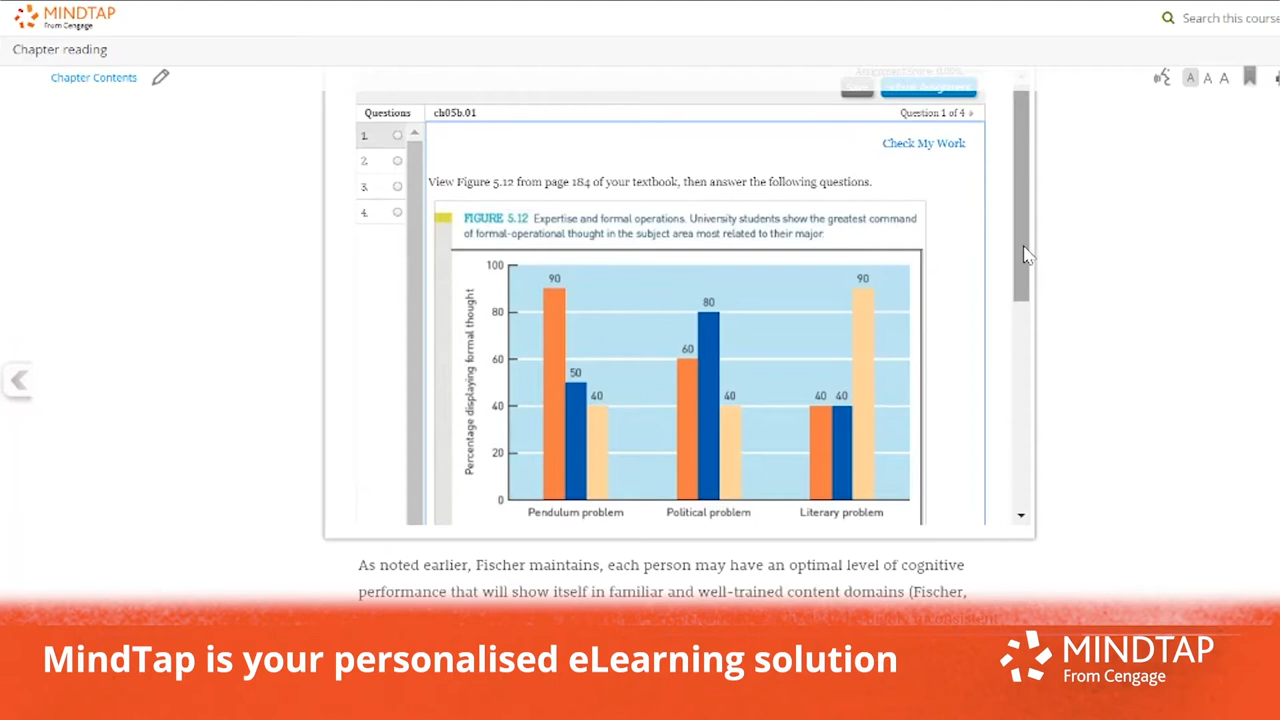 MINDTAP
From Cengage
Search this course
Chapter reading
Chapter Contents
A A A
Questions
ch05b.01
Question 1 of 4
1.
2.
3.
4.
Check My Work
View Figure 5.12 from page 184 of your textbook, then answer the following questions.
FIGURE 5.12 Expertise and formal operations. University students show the greatest command
of formal-operational thought in the subject area most related to their major.
Percentage displaying formal thought
100
80
60
40
20
0
90
50
40
60
80
40
40
40
90
Pendulum problem
Political problem
Literary problem
As noted earlier, Fischer maintains, each person may have an optimal level of cognitive
performance that will show itself in familiar and well-trained content domains (Fischer,
MindTap is your personalised eLearning solution
MINDTAP
From Cengage